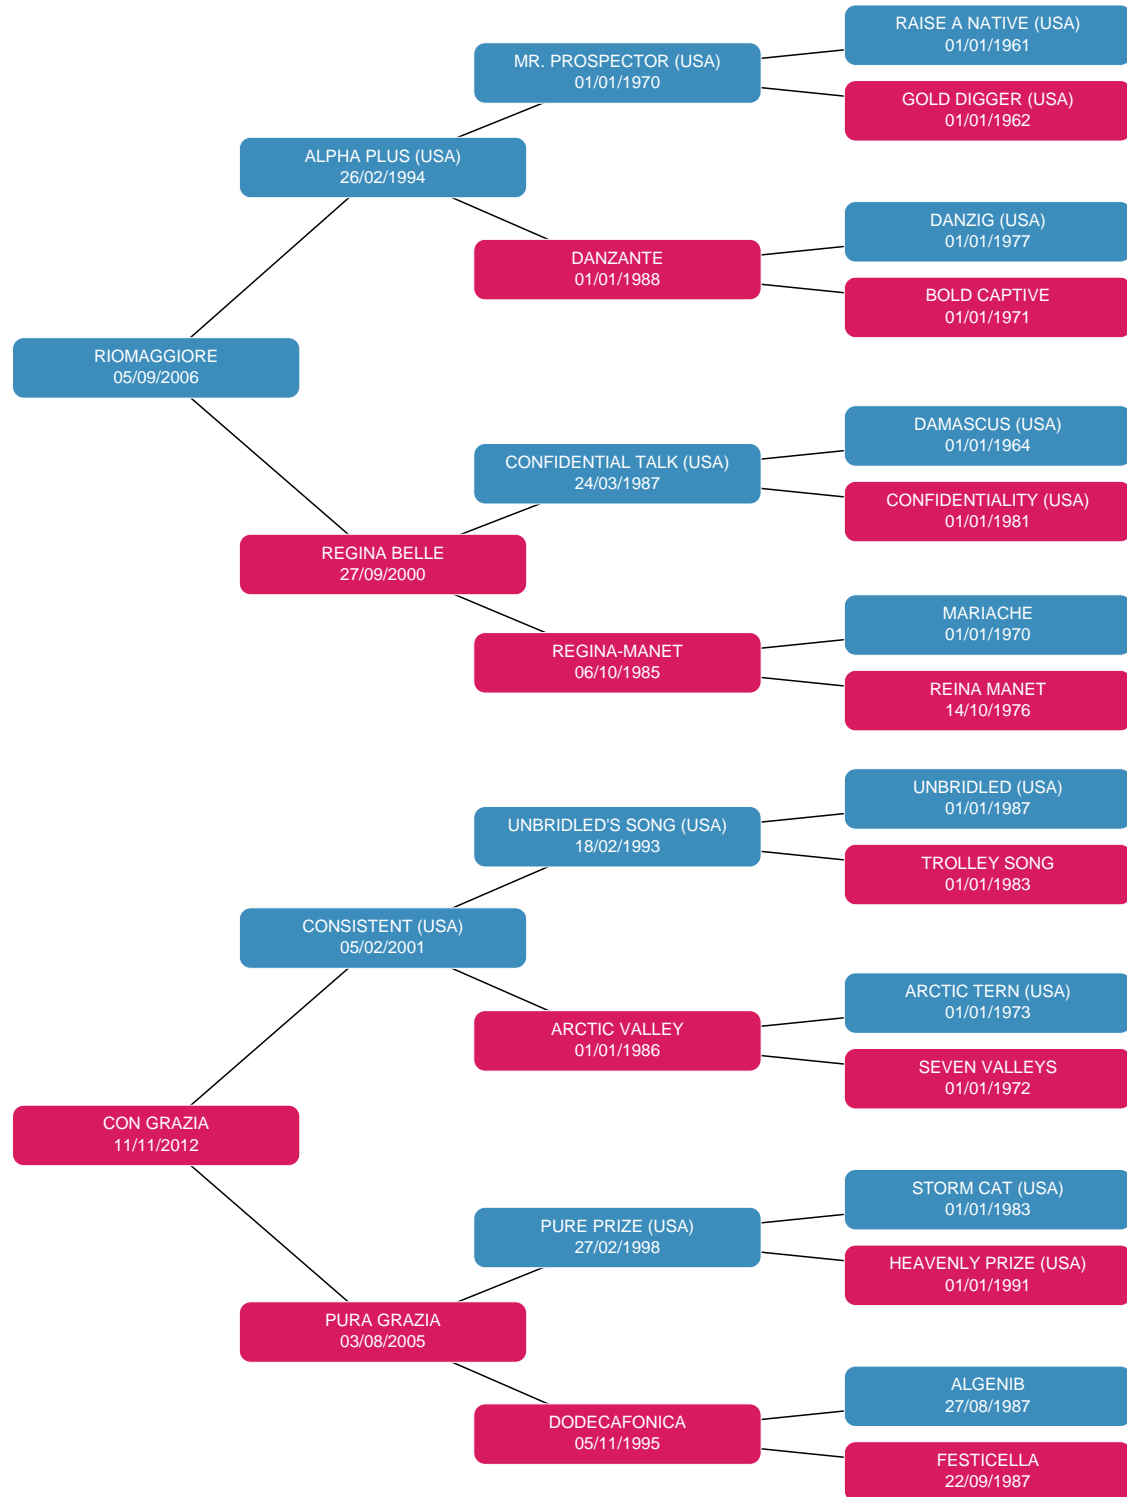 RAISE A NATIVE (USA)
01/01/1961
MR. PROSPECTOR (USA)
01/01/1970
GOLD DIGGER (USA)
01/01/1962
ALPHA PLUS (USA)
26/02/1994
DANZIG (USA)
01/01/1977
DANZANTE
01/01/1988
BOLD CAPTIVE
01/01/1971
RIOMAGGIORE
05/09/2006
DAMASCUS (USA)
01/01/1964
CONFIDENTIAL TALK (USA)
24/03/1987
CONFIDENTIALITY (USA)
01/01/1981
REGINA BELLE
27/09/2000
MARIACHE
01/01/1970
REGINA-MANET
06/10/1985
REINA MANET
14/10/1976
UNBRIDLED (USA)
01/01/1987
UNBRIDLED'S SONG (USA)
18/02/1993
TROLLEY SONG
01/01/1983
CONSISTENT (USA)
05/02/2001
ARCTIC TERN (USA)
01/01/1973
ARCTIC VALLEY
01/01/1986
SEVEN VALLEYS
01/01/1972
CON GRAZIA
11/11/2012
STORM CAT (USA)
01/01/1983
PURE PRIZE (USA)
27/02/1998
HEAVENLY PRIZE (USA)
01/01/1991
PURA GRAZIA
03/08/2005
ALGENIB
27/08/1987
DODECAFONICA
05/11/1995
FESTICELLA
22/09/1987